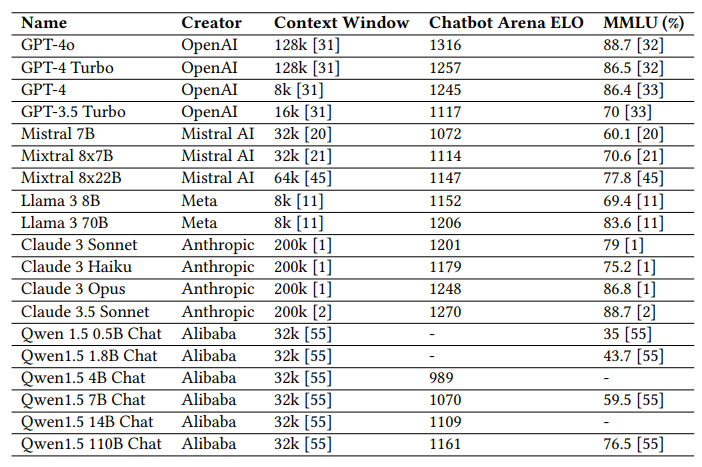 Name Creator Context Window Chatbot Arena ELO MMLU (%)
GPT-4o OpenAI 128k [31] 1316 88.7 [32]
GPT-4 Turbo OpenAI 128k [31] 1257 86.5 [32]
GPT-4 OpenAI 8k [31] 1245 86.4 [33]
GPT-3.5 Turbo OpenAI 16k [31] 1117 70 [33]
Mistral 7B Mistral AI 32k [20] 1072 60.1 [20]
Mixtral 8x7B Mistral AI 32k [21] 1114 70.6 [21]
Mixtral 8x22B Mistral AI 64k [45] 1147 77.8 [45]
Llama 3 8B Meta 8k [11] 1152 69.4 [11]
Llama 3 70B Meta 8k [11] 1206 83.6 [11]
Claude 3 Sonnet Anthropic 200k [1] 1201 79 [1]
Claude 3 Haiku Anthropic 200k [1] 1179 75.2 [1]
Claude 3 Opus Anthropic 200k [1] 1248 86.8 [1]
Claude 3.5 Sonnet Anthropic 200k [2] 1270 88.7 [2]
Qwen 1.5 0.5B Chat Alibaba 32k [55] - 35 [55]
Qwen1.5 1.8B Chat Alibaba 32k [55] - 43.7 [55]
Qwen1.5 4B Chat Alibaba 32k [55] 989 -
Qwen1.5 7B Chat Alibaba 32k [55] 1070 59.5 [55]
Qwen1.5 14B Chat Alibaba 32k [55] 1109 -
Qwen1.5 110B Chat Alibaba 32k [55] 1161 76.5 [55]